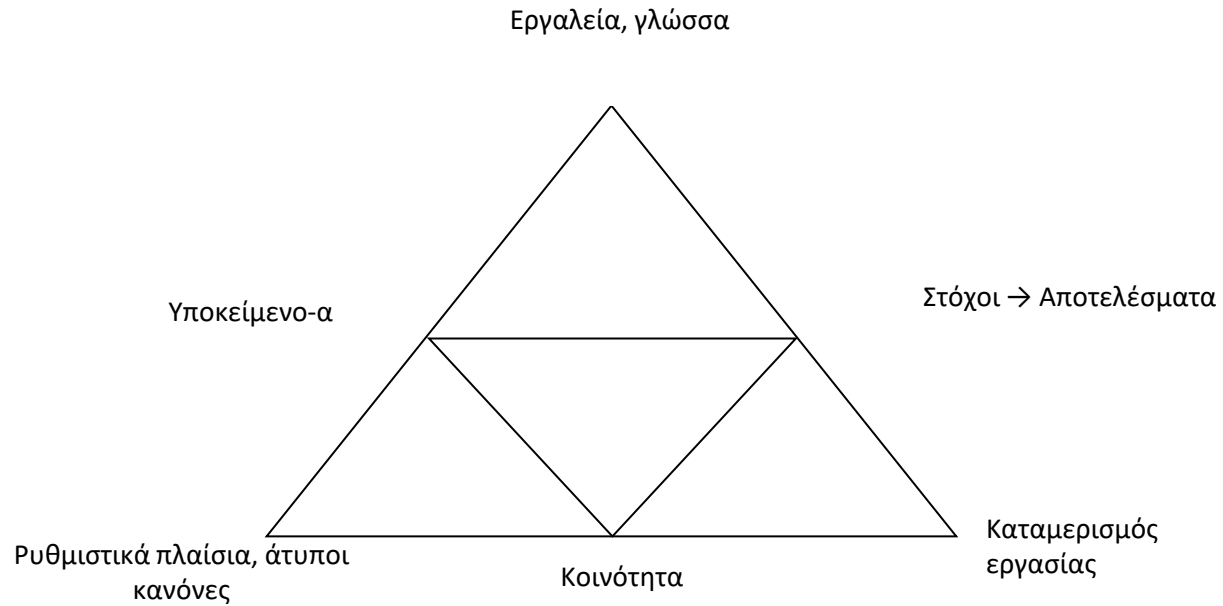 Εργαλεία, γλώσσα
Υποκείμενο-α
Στόχοι → Αποτελέσματα
Ρυθμιστικά πλαίσια, άτυποι
κανόνες
Κοινότητα
Καταμερισμός
εργασίας